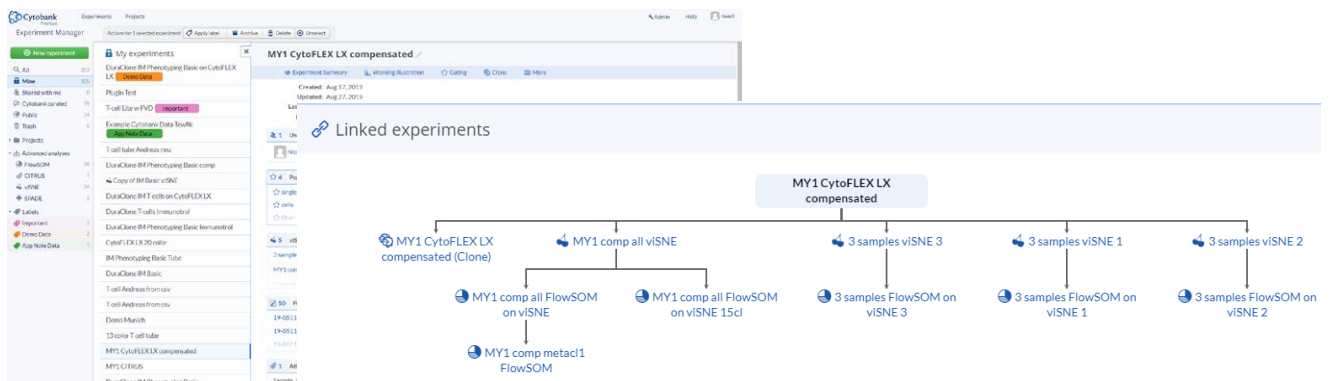 Cytobank
Premium
Experiments Projects
Admin Help
Experiment Manager
Actions for 1 selected experiment Apply label Archive Delete Unselect
New experiment
All
Mine
Shared with me
Cytobank curated
Public
Trash
Projects
Advanced analyses
FlowSOM
CITRUS
viSNE
SPADE
Labels
Important 1
Demo Data 2
App Note Data 1
My experiments
DuraClone IM Phenotyping Basic on CytoFLEX
LX Demo Data
Plugin Test
T-cell Lite w FVD Important
Example Cytobank Data Tewfik
App Note Data
T cell tube Andreas neu
DuraClone IM Phenotyping Basic comp
Copy of IM Basic viSNE
DuraClone IM T-cells on CytoFLEX LX
DuraClone T-cells Immunotrol
DuraClone IM Phenotyping Basic Immunotrol
CytoFLEX LX 20 color
IM Phenotyping Basic Tube
DuraClone IM Basic
T cell Andreas from csv
T cell Andreas from csv
Demo Munich
13 color T cell tube
MY1 CytoFLEX LX compensated
MY1 CITRUS
MY1 CytoFLEX LX compensated
Experiment Summary Working Illustration Gating Clone More
Created: Aug 17, 2019
Updated: Aug 27, 2019
Linked experiments
MY1 CytoFLEX LX
compensated
MY1 CytoFLEX LX
compensated (Clone)
MY1 comp all viSNE
3 samples viSNE 3
3 samples viSNE 1
3 samples viSNE 2
MY1 comp all FlowSOM
on viSNE
MY1 comp all FlowSOM
on viSNE 15cl
3 samples FlowSOM on
viSNE 3
3 samples FlowSOM on
viSNE 1
3 samples FlowSOM on
viSNE 2
MY1 comp metacl1
FlowSOM